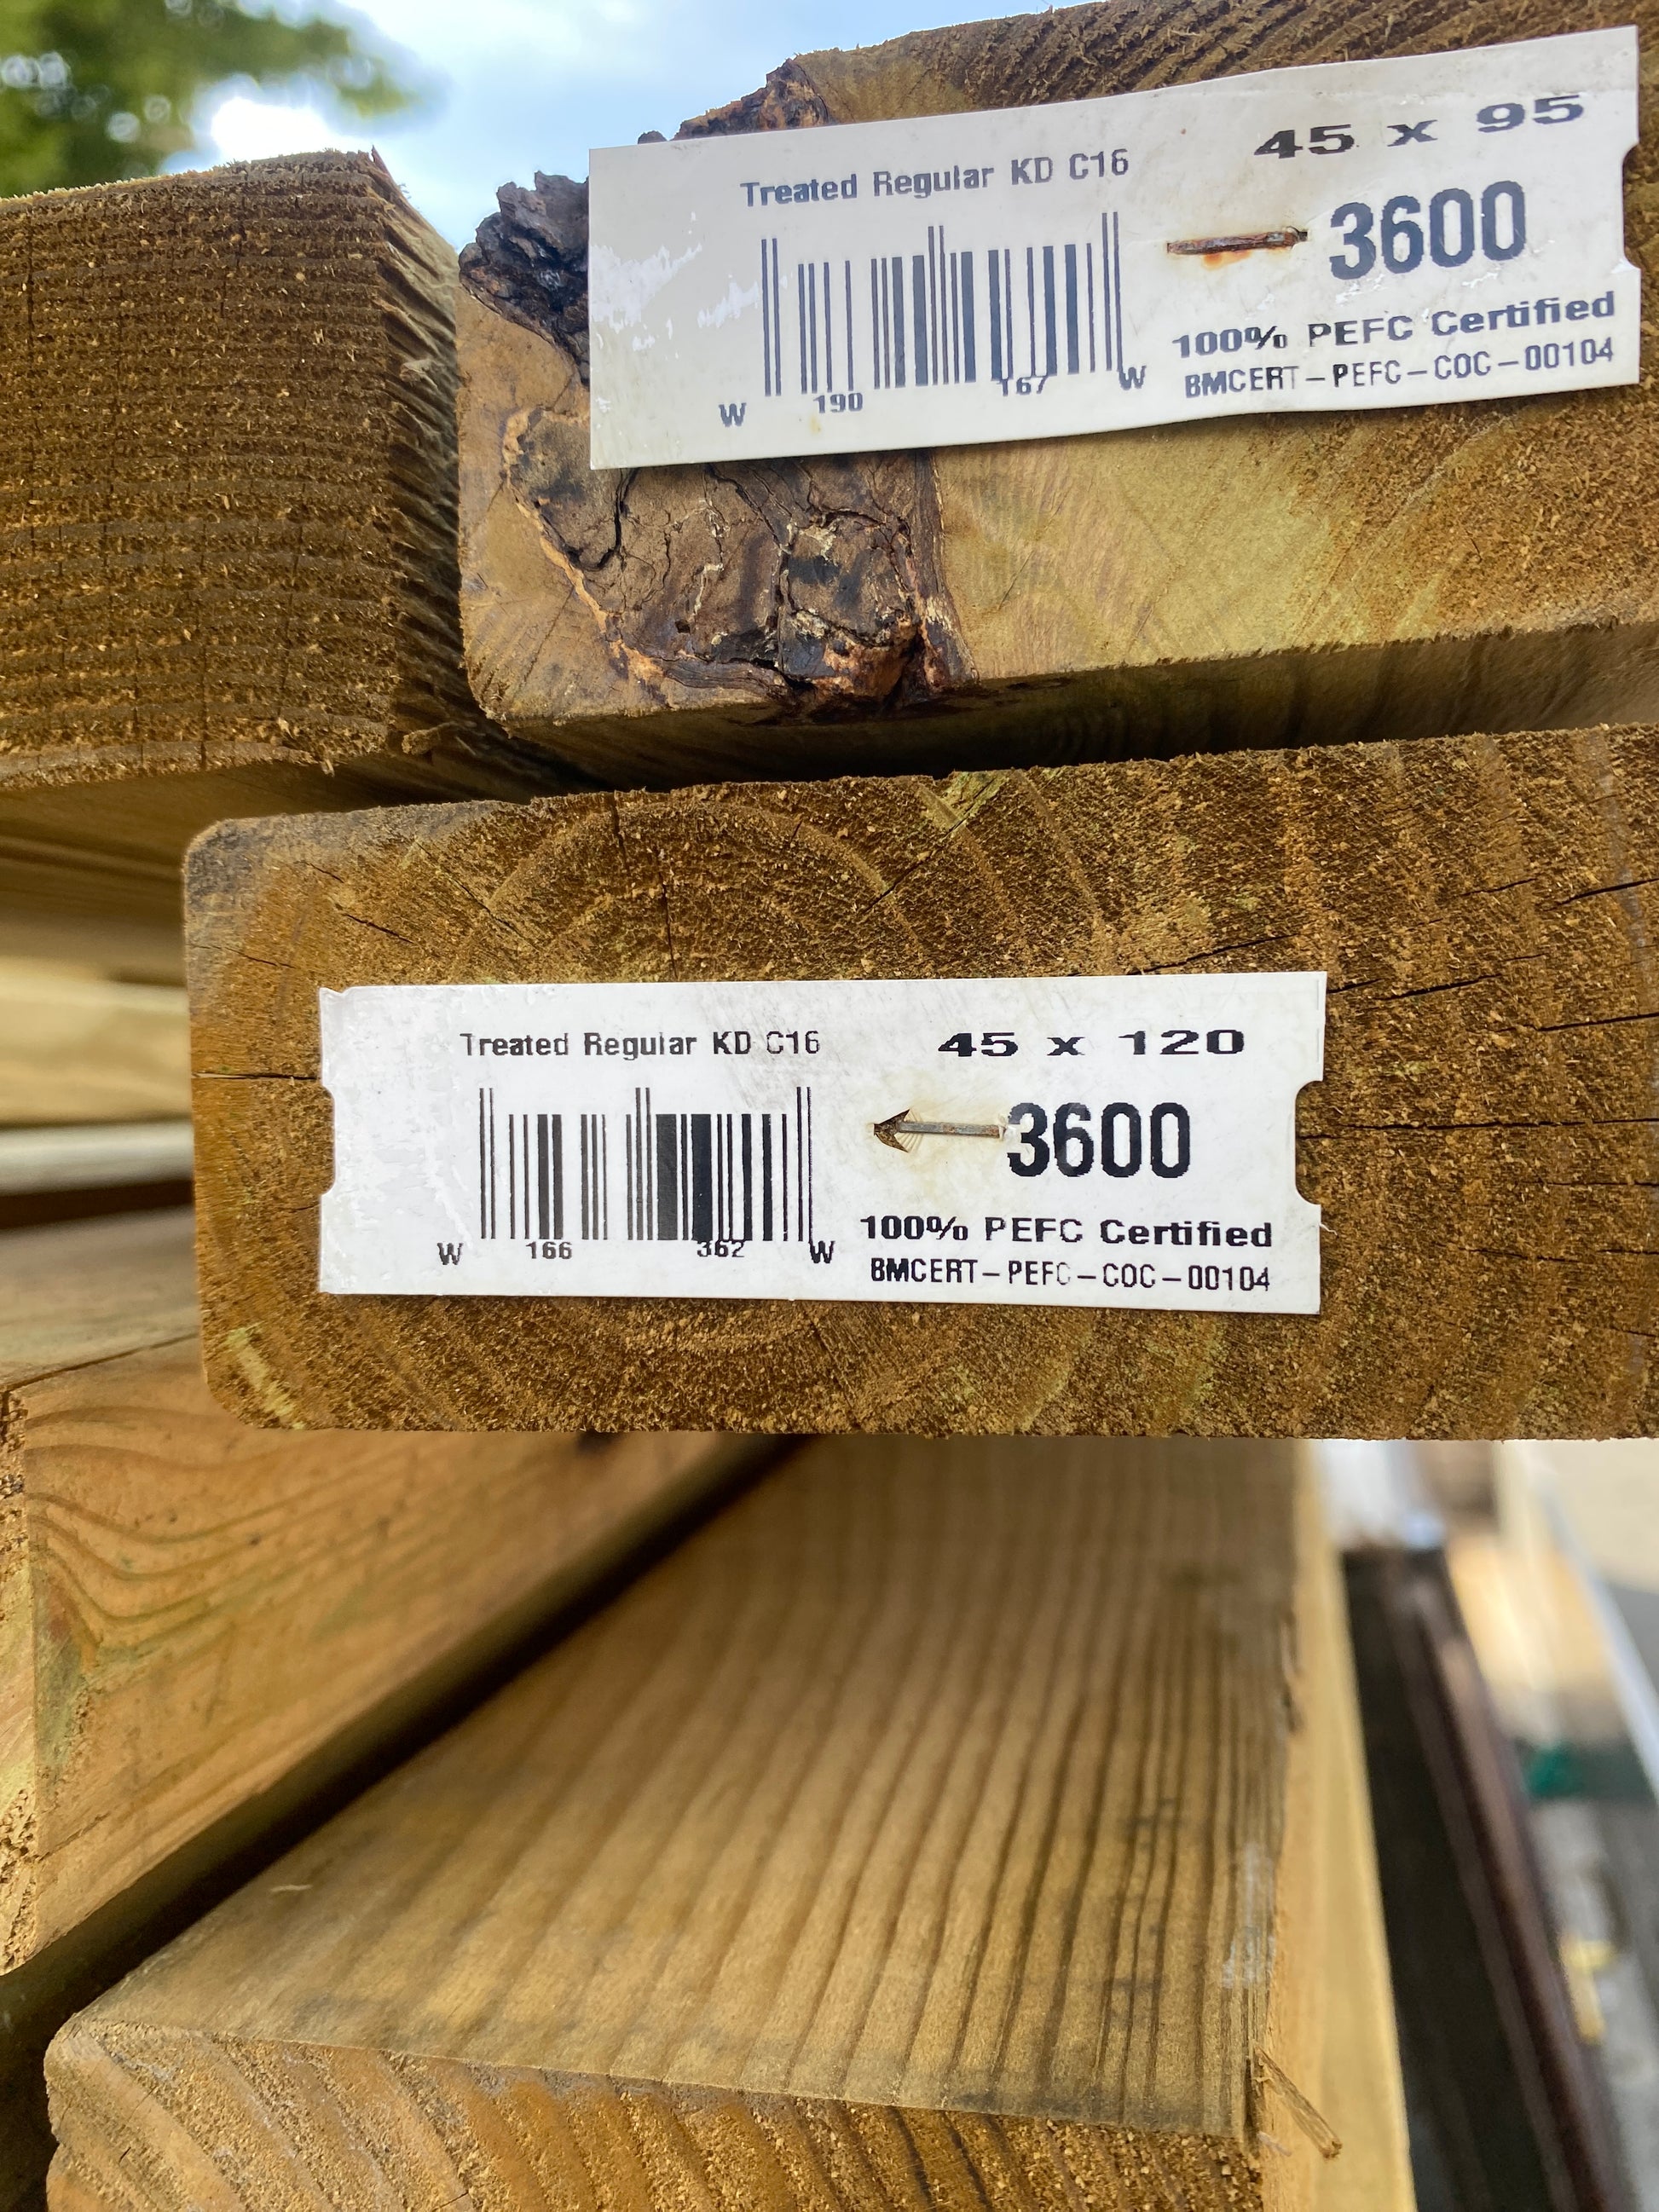 Treated Regular KD C16
45 x 95
3600
W 190 167 W
100% PEFC Certified
BMCERT-PEFC-COC-00104
Treated Regular KD C16
45 x 120
3600
W 166 362 W
100% PEFC Certified
BMCERT-PEFC-COC-00104